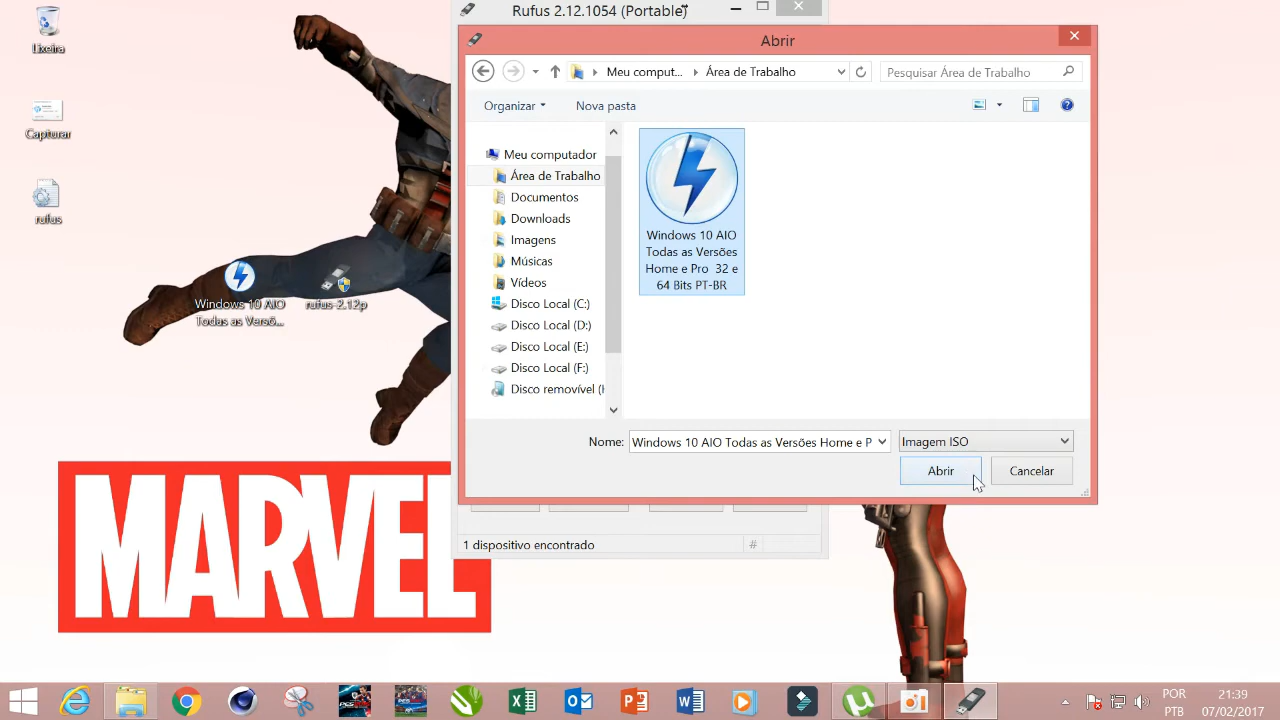 Lixeira
Capturar
rufus
Windows 10 AIO
Todas as Versõ...
rufus-2.12p
MARVEL
Rufus 2.12.1054 (Portable)
Abrir
Meu comput...
Área de Trabalho
Pesquisar Área de Trabalho
Organizar
Nova pasta
Meu computador
Área de Trabalho
Documentos
Downloads
Imagens
Músicas
Vídeos
Disco Local (C:)
Disco Local (D:)
Disco Local (E:)
Disco Local (F:)
Disco removível (
Windows 10 AIO
Todas as Versões
Home e Pro 32 e
64 Bits PT-BR
Nome:
Windows 10 AIO Todas as Versões Home e P
Imagem ISO
Abrir
Cancelar
1 dispositivo encontrado
#
POR
PTB
21:39
07/02/2017